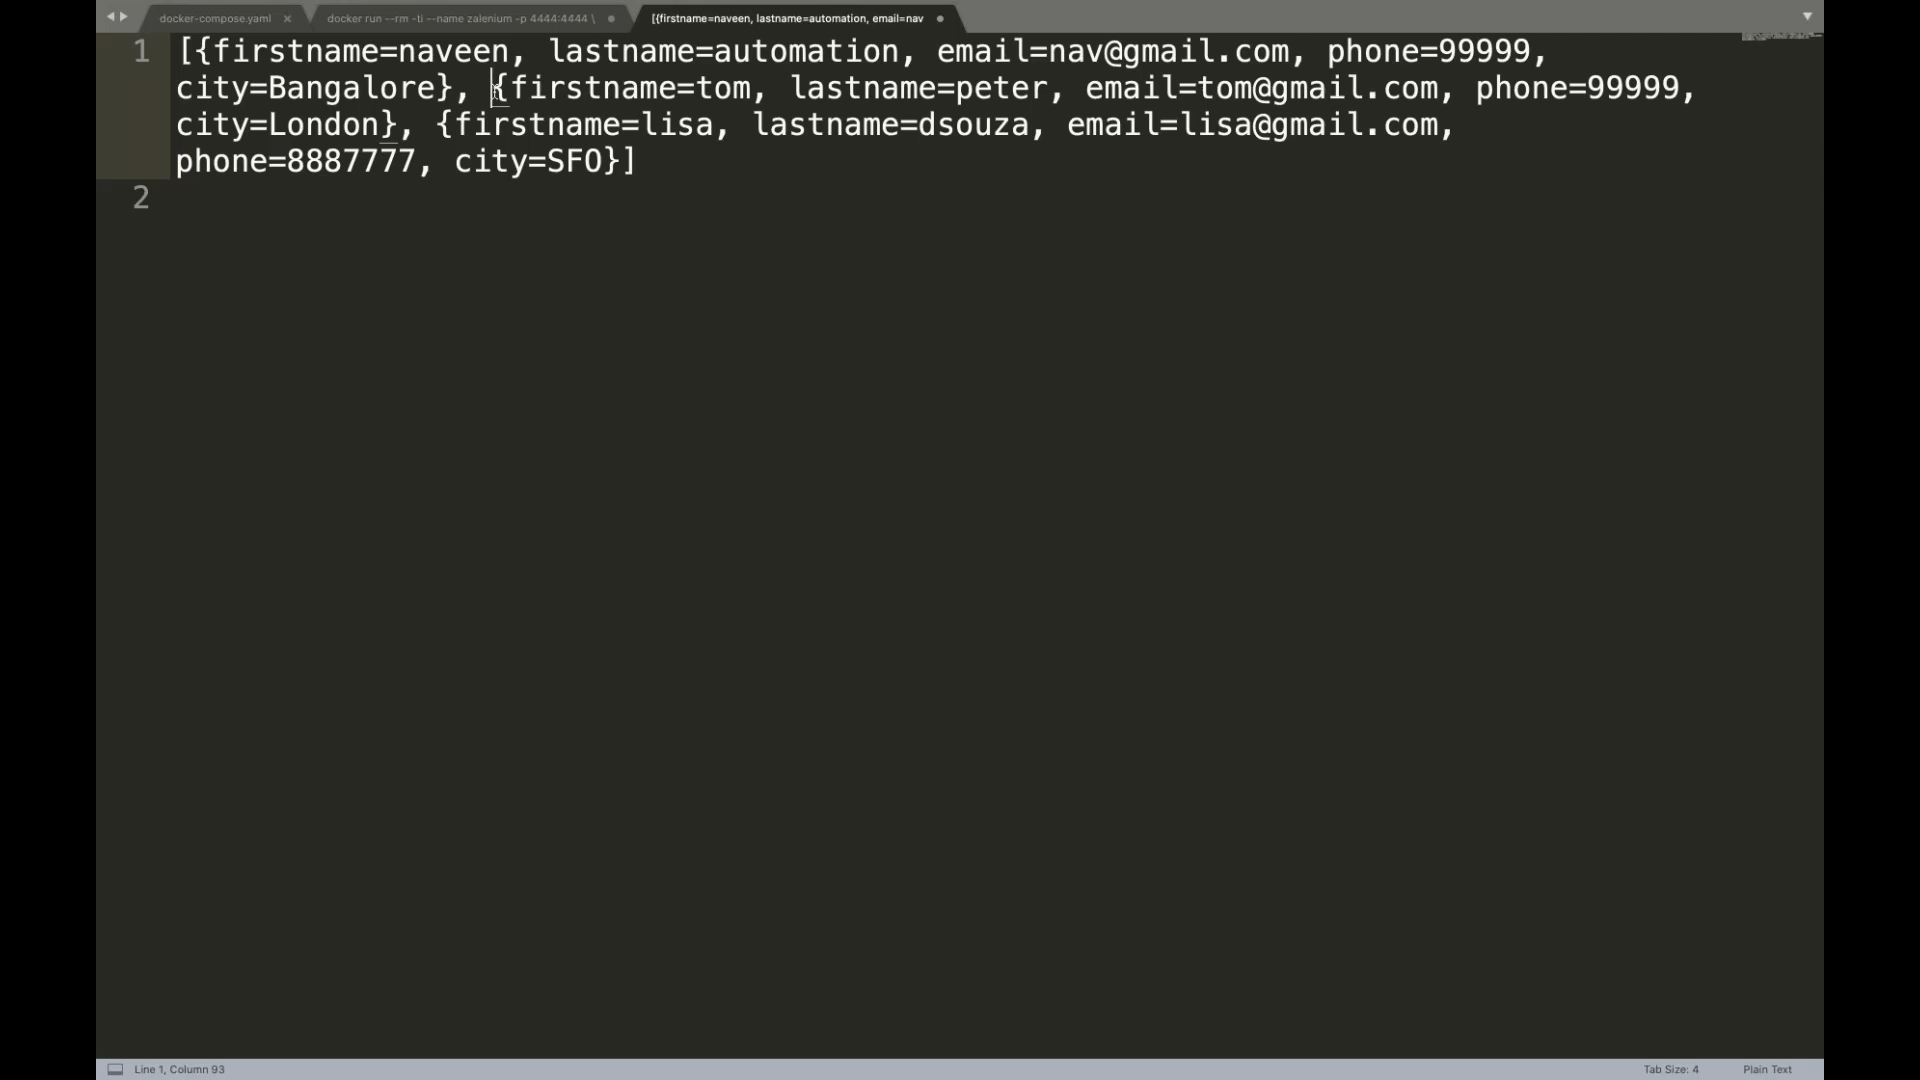 docker-compose.yaml
docker run --rm -ti --name zalenium -p 4444:4444 \
[{firstname=naveen, lastname=automation, email=nav
1 [{firstname=naveen, lastname=automation, email=nav@gmail.com, phone=99999,
city=Bangalore}, {firstname=tom, lastname=peter, email=tom@gmail.com, phone=99999,
city=London}, {firstname=lisa, lastname=dsouza, email=lisa@gmail.com,
phone=8887777, city=SFO}]
2
Line 1, Column 93
Tab Size: 4
Plain Text